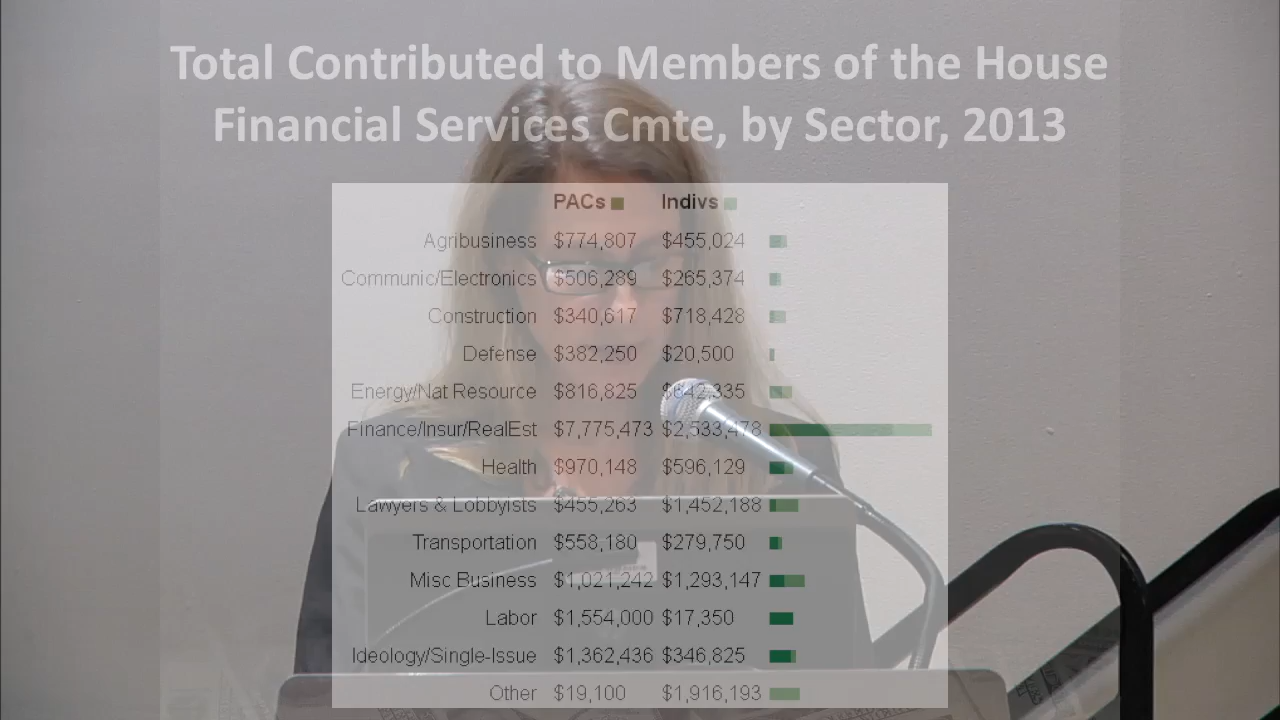 Total Contributed to Members of the House
Financial Services Cmte, by Sector, 2013
PACs Indivs
Agribusiness $774,807 $455,024
Communic/Electronics $506,289 $265,374
Construction $340,617 $718,428
Defense $382,250 $20,500
Energy/Nat Resource $816,825 $642,335
Finance/Insur/RealEst $7,775,473 $2,533,478
Health $970,148 $596,129
Lawyers & Lobbyists $455,263 $1,452,188
Transportation $558,180 $279,750
Misc Business $1,021,242 $1,293,147
Labor $1,554,000 $17,350
Ideology/Single-Issue $1,362,436 $346,825
Other $19,100 $1,916,193